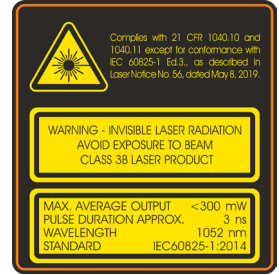 Complies with 21 CFR 1040.10 and
1040.11 except for conformance with
IEC 60825-1 Ed.3., as described in
Laser Notice No. 56, dated May 8, 2019.
WARNING - INVISIBLE LASER RADIATION
AVOID EXPOSURE TO BEAM
CLASS 3B LASER PRODUCT
MAX. AVERAGE OUTPUT <300 mW
PULSE DURATION APPROX. 3 ns
WAVELENGTH 1052 nm
STANDARD IEC60825-1:2014